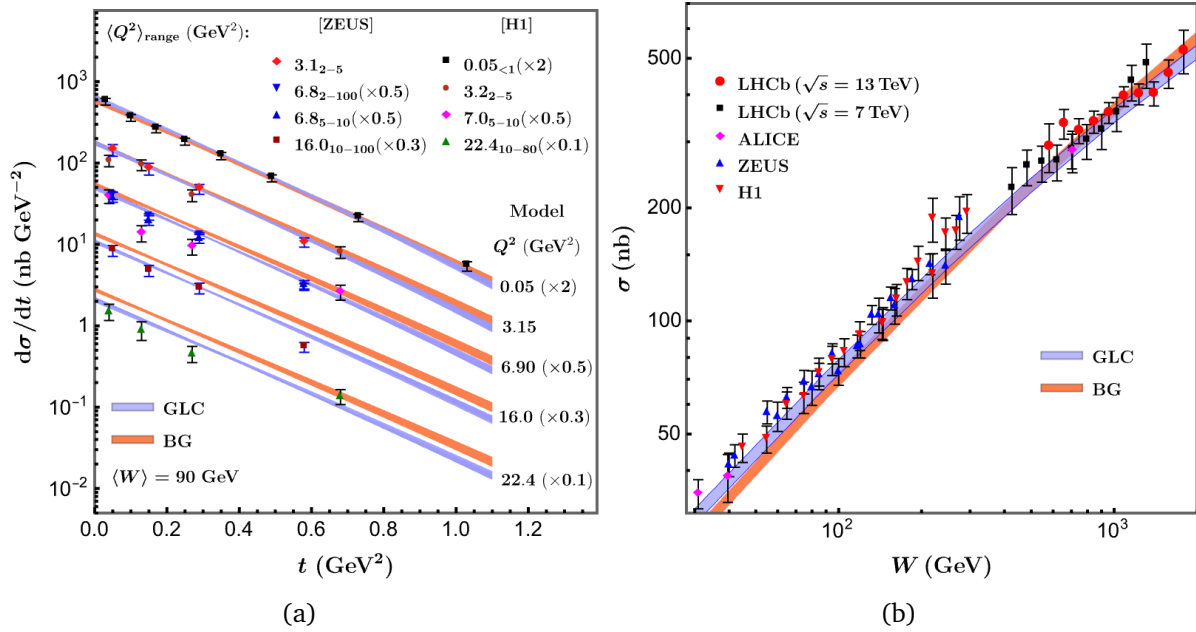 ⟨Q²⟩range (GeV²):
[ZEUS]
[H1]
3.1₂₋₅
0.05<1(×2)
6.8₂₋₁₀₀(×0.5)
3.2₂₋₅
6.8₅₋₁₀(×0.5)
7.0₅₋₁₀(×0.5)
16.0₁₀₋₁₀₀(×0.3)
22.4₁₀₋₈₀(×0.1)
Model
Q² (GeV²)
0.05 (×2)
3.15
6.90 (×0.5)
16.0 (×0.3)
22.4 (×0.1)
GLC
BG
⟨W⟩ = 90 GeV
dσ/dt (nb GeV⁻²)
10³
10²
10¹
1
10⁻¹
10⁻²
0.0 0.2 0.4 0.6 0.8 1.0 1.2
t (GeV²)
(a)
LHCb (√s = 13 TeV)
LHCb (√s = 7 TeV)
ALICE
ZEUS
H1
GLC
BG
σ (nb)
500
200
100
50
10² 10³
W (GeV)
(b)